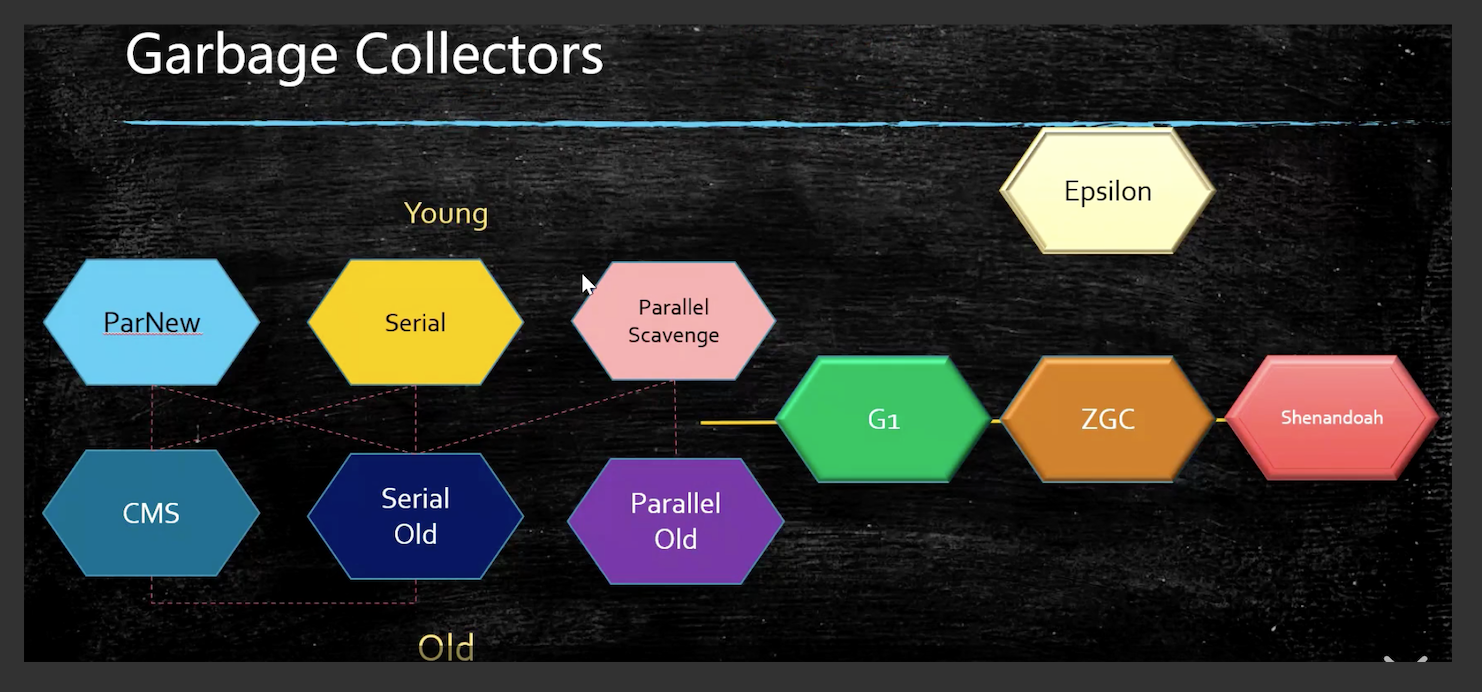 Garbage Collectors
Epsilon
Young
ParNew
Serial
Parallel
Scavenge
G1
ZGC
Shenandoah
CMS
Serial
Old
Parallel
Old
Old